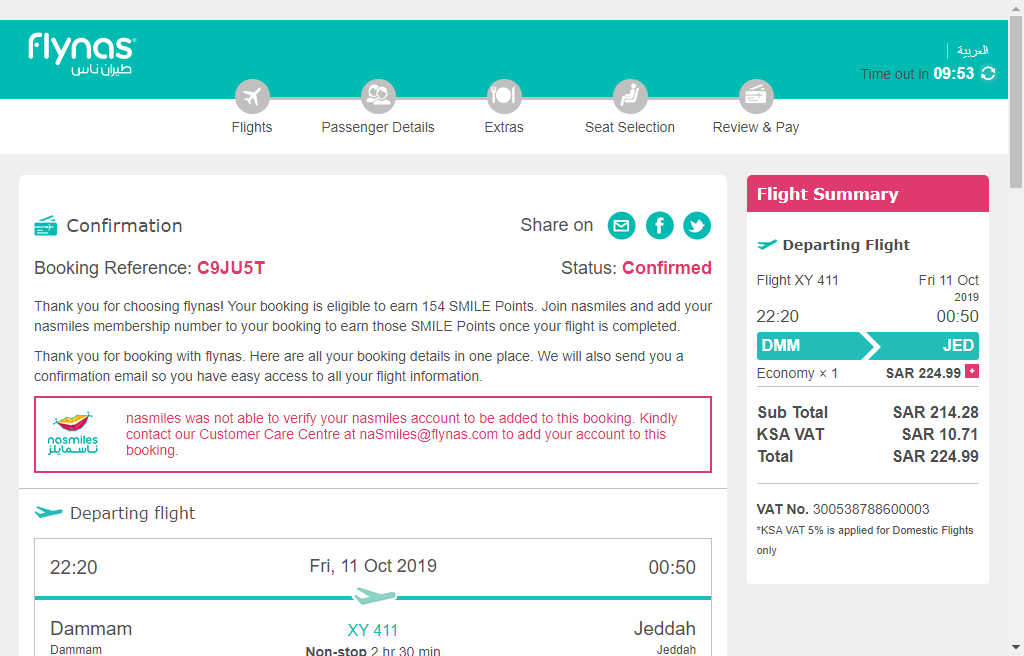 flynas
طيران ناس
العربية
Time out in 09:53
Flights
Passenger Details
Extras
Seat Selection
Review & Pay
Confirmation
Share on
Booking Reference: C9JU5T
Status: Confirmed
Thank you for choosing flynas! Your booking is eligible to earn 154 SMILE Points. Join nasmiles and add your
nasmiles membership number to your booking to earn those SMILE Points once your flight is completed.
Thank you for booking with flynas. Here are all your booking details in one place. We will also send you a
confirmation email so you have easy access to all your flight information.
nasmiles
ناسمايلز
nasmiles was not able to verify your nasmiles account to be added to this booking. Kindly
contact our Customer Care Centre at naSmiles@flynas.com to add your account to this
booking.
Departing flight
22:20
Fri, 11 Oct 2019
00:50
Dammam
XY 411
Jeddah
Dammam
Non-stop 2 hr 30 min
Jeddah
Flight Summary
Departing Flight
Flight XY 411
Fri 11 Oct
2019
22:20
00:50
DMM
JED
Economy × 1
SAR 224.99
Sub Total
SAR 214.28
KSA VAT
SAR 10.71
Total
SAR 224.99
VAT No. 300538788600003
*KSA VAT 5% is applied for Domestic Flights
only